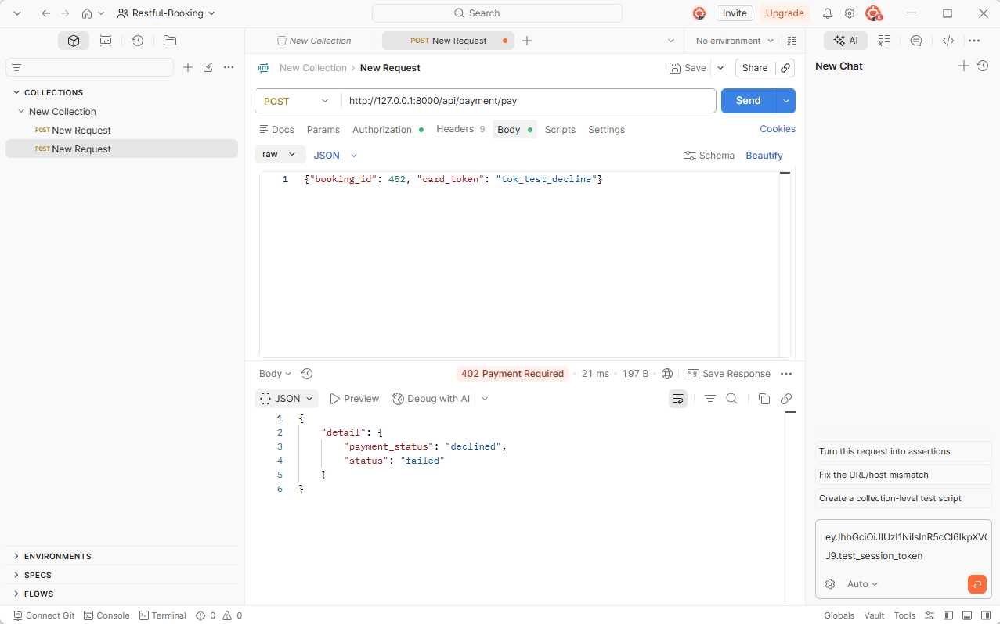 Restful-Booking
Search
Invite
Upgrade
K
New Collection
POST New Request
No environment
AI
New Collection > New Request
HTTP
Save
Share
New Chat
COLLECTIONS
New Collection
POST New Request
POST New Request
POST
http://127.0.0.1:8000/api/payment/pay
Send
Docs
Params
Authorization
Headers 9
Body
Scripts
Settings
Cookies
raw
JSON
Schema
Beautify
1 {"booking_id": 452, "card_token": "tok_test_decline"}
Body
402 Payment Required
21 ms
197 B
e.g.
Save Response
{ } JSON
Preview
Debug with AI
1 {
2 "detail": {
3 "payment_status": "declined",
4 "status": "failed"
5 }
6 }
Turn this request into assertions
Fix the URL/host mismatch
Create a collection-level test script
eyJhbGciOiJIUzI1NiIsInR5cCI6IkpXVC
J9.test_session_token
Auto
ENVIRONMENTS
SPECS
FLOWS
Connect Git
Console
Terminal
0
0
Globals
Vault
Tools